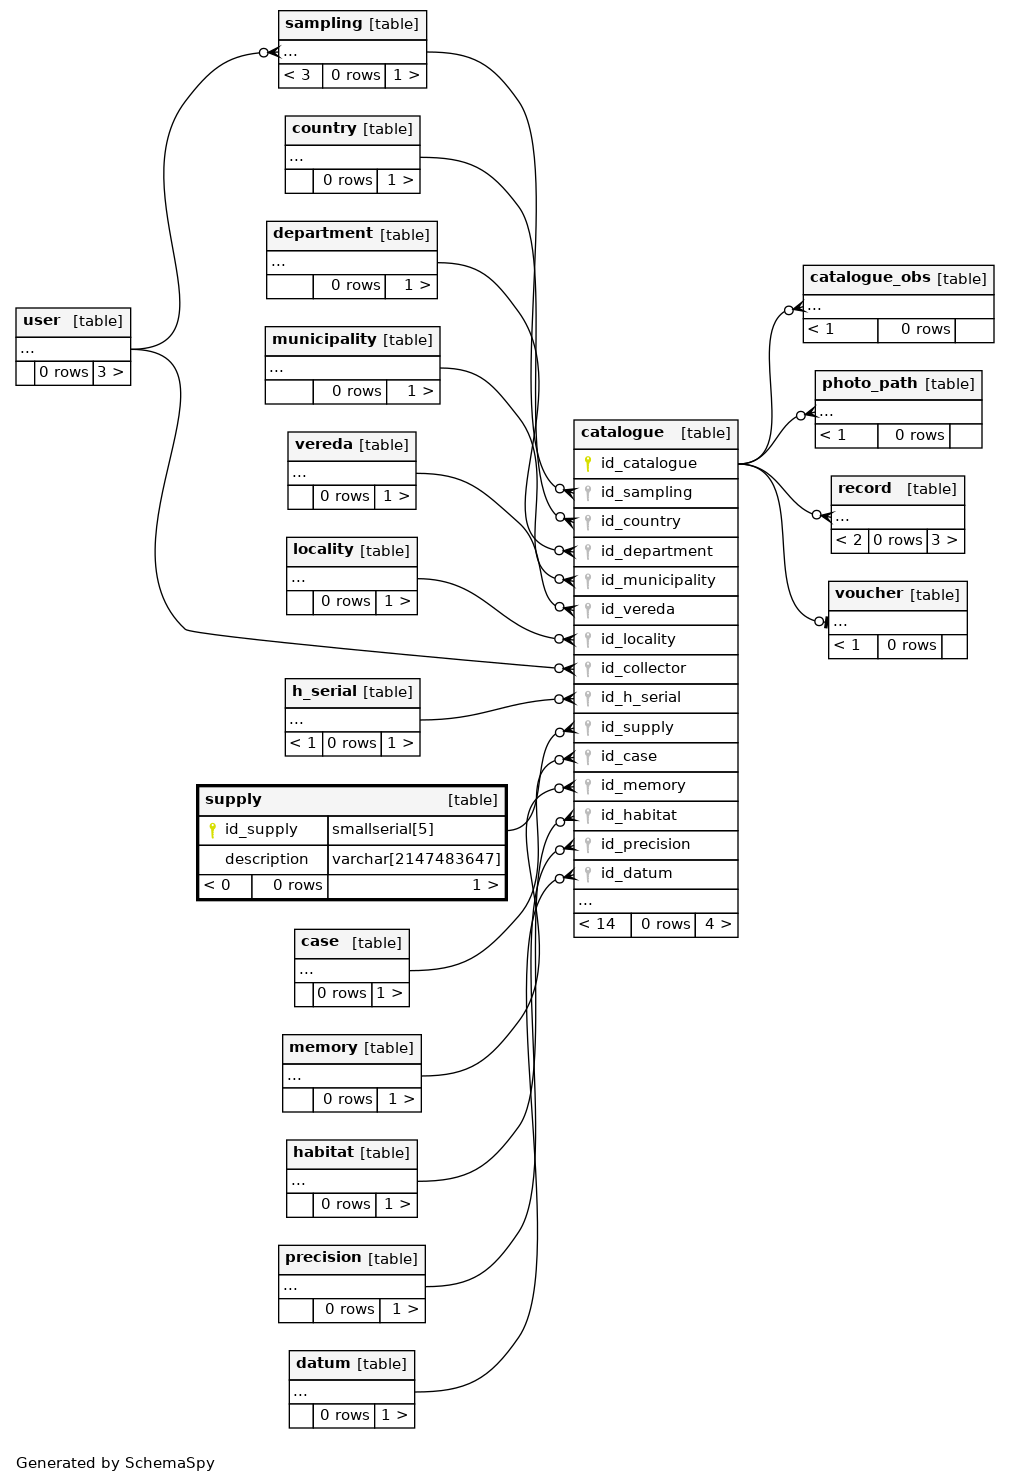 sampling [table]
...
< 3 0 rows 1 >
country [table]
...
0 rows 1 >
department [table]
...
0 rows 1 >
municipality [table]
...
0 rows 1 >
vereda [table]
...
0 rows 1 >
locality [table]
...
0 rows 1 >
user [table]
...
0 rows 3 >
h_serial [table]
...
< 1 0 rows 1 >
supply [table]
id_supply smallserial[5]
description varchar[2147483647]
< 0 0 rows 1 >
case [table]
...
0 rows 1 >
memory [table]
...
0 rows 1 >
habitat [table]
...
0 rows 1 >
precision [table]
...
0 rows 1 >
datum [table]
...
0 rows 1 >
catalogue [table]
id_catalogue
id_sampling
id_country
id_department
id_municipality
id_vereda
id_locality
id_collector
id_h_serial
id_supply
id_case
id_memory
id_habitat
id_precision
id_datum
...
< 14 0 rows 4 >
catalogue_obs [table]
...
< 1 0 rows
photo_path [table]
...
< 1 0 rows
record [table]
...
< 2 0 rows 3 >
voucher [table]
...
< 1 0 rows
Generated by SchemaSpy